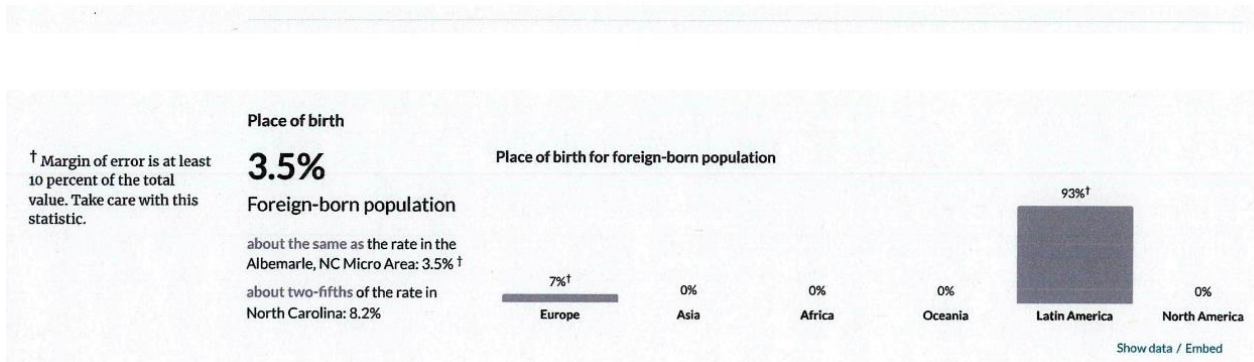 Place of birth
† Margin of error is at least
10 percent of the total
value. Take care with this
statistic.
3.5%
Foreign-born population
about the same as the rate in the
Albemarle, NC Micro Area: 3.5% †
about two-fifths of the rate in
North Carolina: 8.2%
Place of birth for foreign-born population
7%†
Europe
0%
Asia
0%
Africa
0%
Oceania
93%†
Latin America
0%
North America
Show data / Embed